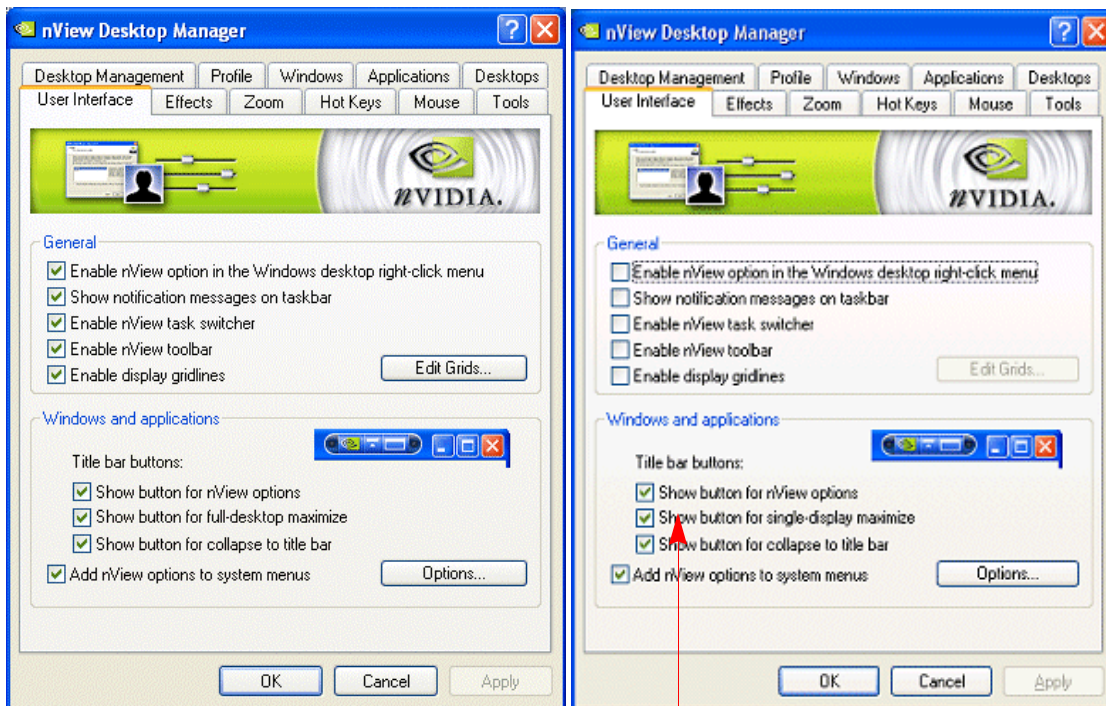 nView Desktop Manager
Desktop Management Profile Windows Applications Desktops
User Interface Effects Zoom Hot Keys Mouse Tools
nVIDIA.
General
Enable nView option in the Windows desktop right-click menu
Show notification messages on taskbar
Enable nView task switcher
Enable nView toolbar
Enable display gridlines
Edit Grids...
Windows and applications
Title bar buttons:
Show button for nView options
Show button for full-desktop maximize
Show button for collapse to title bar
Add nView options to system menus
Options...
OK Cancel Apply
nView Desktop Manager
Desktop Management Profile Windows Applications Desktops
User Interface Effects Zoom Hot Keys Mouse Tools
nVIDIA.
General
Enable nView option in the Windows desktop right-click menu
Show notification messages on taskbar
Enable nView task switcher
Enable nView toolbar
Enable display gridlines
Edit Grids...
Windows and applications
Title bar buttons:
Show button for nView options
Show button for single-display maximize
Show button for collapse to title bar
Add nView options to system menus
Options...
OK Cancel Apply